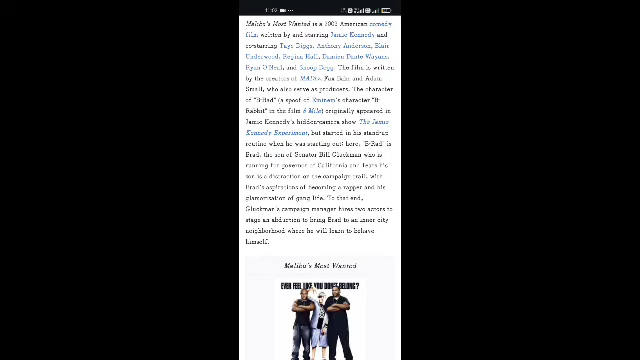 11:02
Malibu's Most Wanted is a 2003 American comedy
film written by and starring Jamie Kennedy and
co-starring Taye Diggs, Anthony Anderson, Blair
Underwood, Regina Hall, Damien Dante Wayans,
Ryan O'Neal, and Snoop Dogg. The film is written
by the creators of MADtv, Fax Bahr and Adam
Small, who also serve as producers. The character
of "B-Rad" (a spoof of Eminem's character "B-
Rabbit" in the film 8 Mile) originally appeared in
Jamie Kennedy's hidden-camera show The Jamie
Kennedy Experiment, but started in his stand-up
routine when he was starting out; here, "B-Rad" is
Brad, the son of Senator Bill Gluckman who is
running for governor of California and fears his
son is a distraction on the campaign trail, with
Brad's aspirations of becoming a rapper and his
glamorization of gang life. To that end,
Gluckman's campaign manager hires two actors to
stage an abduction to bring Brad to an inner city
neighborhood where he will learn to behave
himself.
Malibu's Most Wanted
EVER FEEL LIKE YOU DON'T BELONG?